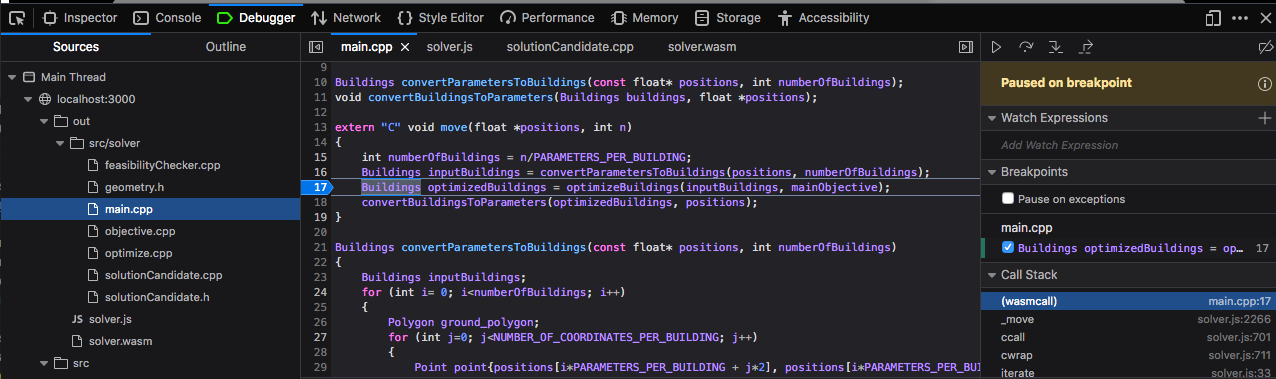 Inspector Console Debugger Network Style Editor Performance Memory Storage Accessibility
Sources Outline
Main Thread
localhost:3000
out
src/solver
feasibilityChecker.cpp
geometry.h
main.cpp
objective.cpp
optimize.cpp
solutionCandidate.cpp
solutionCandidate.h
solver.js
solver.wasm
src
main.cpp solver.js solutionCandidate.cpp solver.wasm
9
10 Buildings convertParametersToBuildings(const float* positions, int numberOfBuildings);
11 void convertBuildingsToParameters(Buildings buildings, float *positions);
12
13 extern "C" void move(float *positions, int n)
14 {
15 int numberOfBuildings = n/PARAMETERS_PER_BUILDING;
16 Buildings inputBuildings = convertParametersToBuildings(positions, numberOfBuildings);
17 Buildings optimizedBuildings = optimizeBuildings(inputBuildings, mainObjective);
18 convertBuildingsToParameters(optimizedBuildings, positions);
19 }
20
21 Buildings convertParametersToBuildings(const float* positions, int numberOfBuildings)
22 {
23 Buildings inputBuildings;
24 for (int i= 0; i<numberOfBuildings; i++)
25 {
26 Polygon ground_polygon;
27 for (int j=0; j<NUMBER_OF_COORDINATES_PER_BUILDING; j++)
28 {
29 Point point{positions[i*PARAMETERS_PER_BUILDING + j*2], positions[i*PARAMETERS_PER_BUI
Paused on breakpoint
Watch Expressions
Add Watch Expression
Breakpoints
Pause on exceptions
main.cpp
Buildings optimizedBuildings = op… 17
Call Stack
(wasmcall) main.cpp:17
_move solver.js:2266
ccall solver.js:701
cwrap solver.js:711
iterate solver.js:33